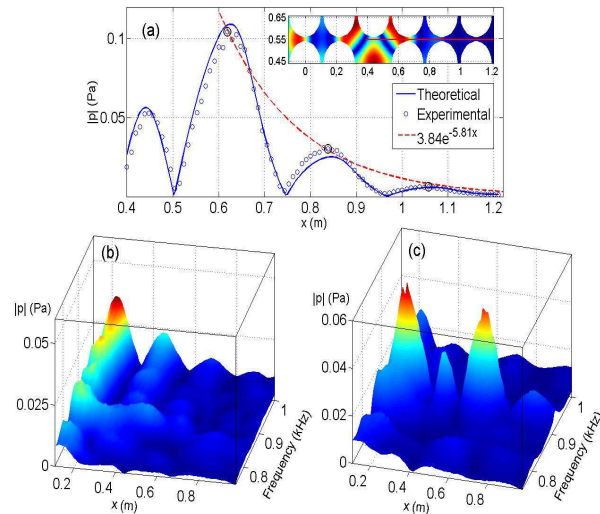 (a)
|p| (Pa)
0.1
0.05
0.4 0.5 0.6 0.7 0.8 0.9 1 1.1 1.2
x (m)
0.65
0.55
0.45
0 0.2 0.4 0.6 0.8 1 1.2
Theoretical
Experimental
3.84e^-5.81x
(b)
|p| (Pa)
0.05
0.025
0
0.2 0.4 0.6 0.8
x (m)
0.8 0.9 1
Frequency (kHz)
(c)
|p| (Pa)
0.06
0.04
0.02
0
0.2 0.4 0.6 0.8
x (m)
0.8 0.9 1
Frequency (kHz)